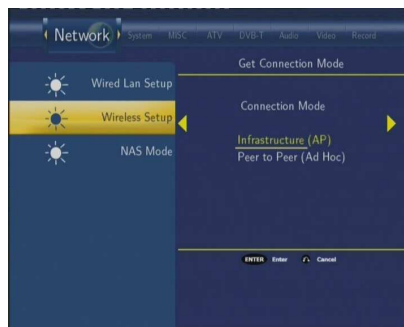 Network System MISC ATV DVB-T Audio Video Record
Get Connection Mode
Wired Lan Setup
Connection Mode
Wireless Setup
Infrastructure (AP)
NAS Mode
Peer to Peer (Ad Hoc)
ENTER Enter Cancel